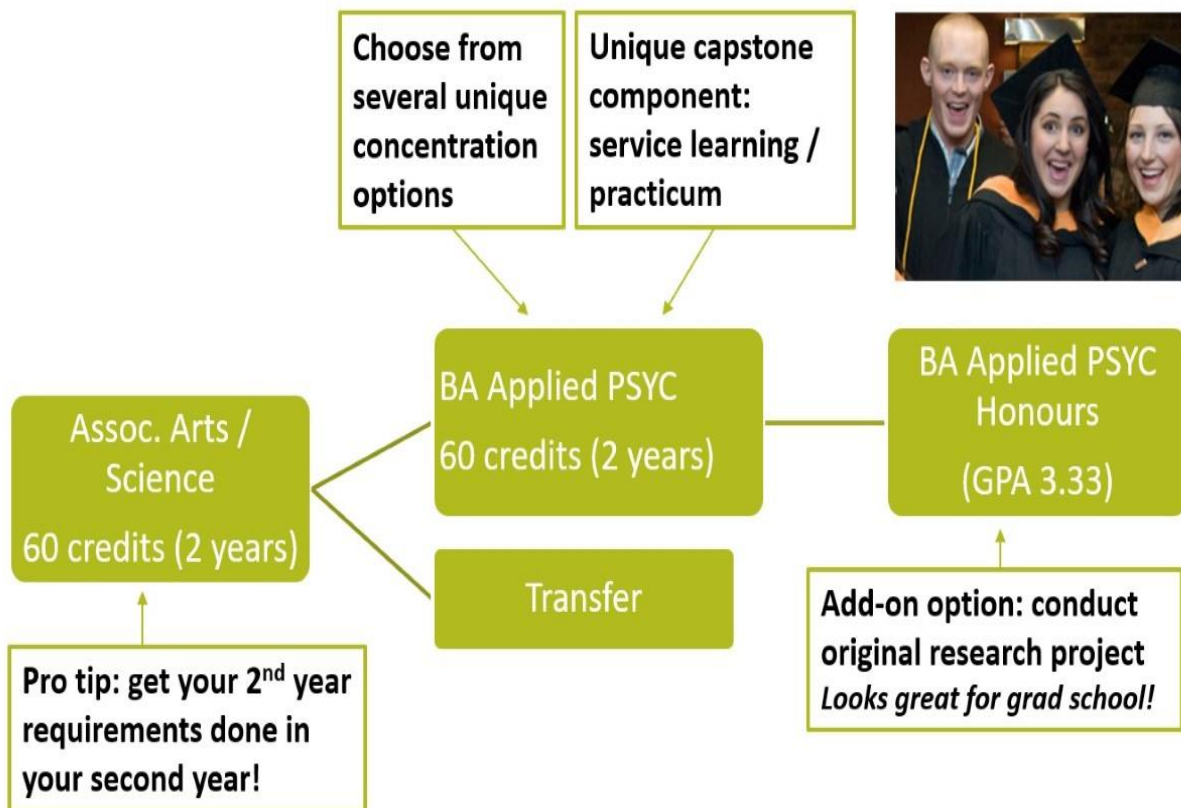 Choose from
several unique
concentration
options
Unique capstone
component:
service learning /
practicum
BA Applied PSYC
60 credits (2 years)
BA Applied PSYC
Honours
(GPA 3.33)
Assoc. Arts /
Science
60 credits (2 years)
Transfer
Add-on option: conduct
original research project
Looks great for grad school!
Pro tip: get your 2nd year
requirements done in
your second year!